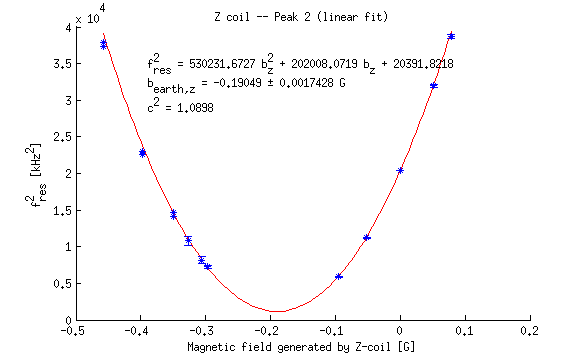 x 10^4
Z coil -- Peak 2 (linear fit)
f^2_res = 530231.6727 b_z^2 + 202008.0719 b_z + 20391.8218
b_earth,z = -0.19049 ± 0.0017428 G
c^2 = 1.0898
f^2_res [kHz^2]
4
3.5
3
2.5
2
1.5
1
0.5
0
-0.5
-0.4
-0.3
-0.2
-0.1
0
0.1
0.2
Magnetic field generated by Z-coil [G]